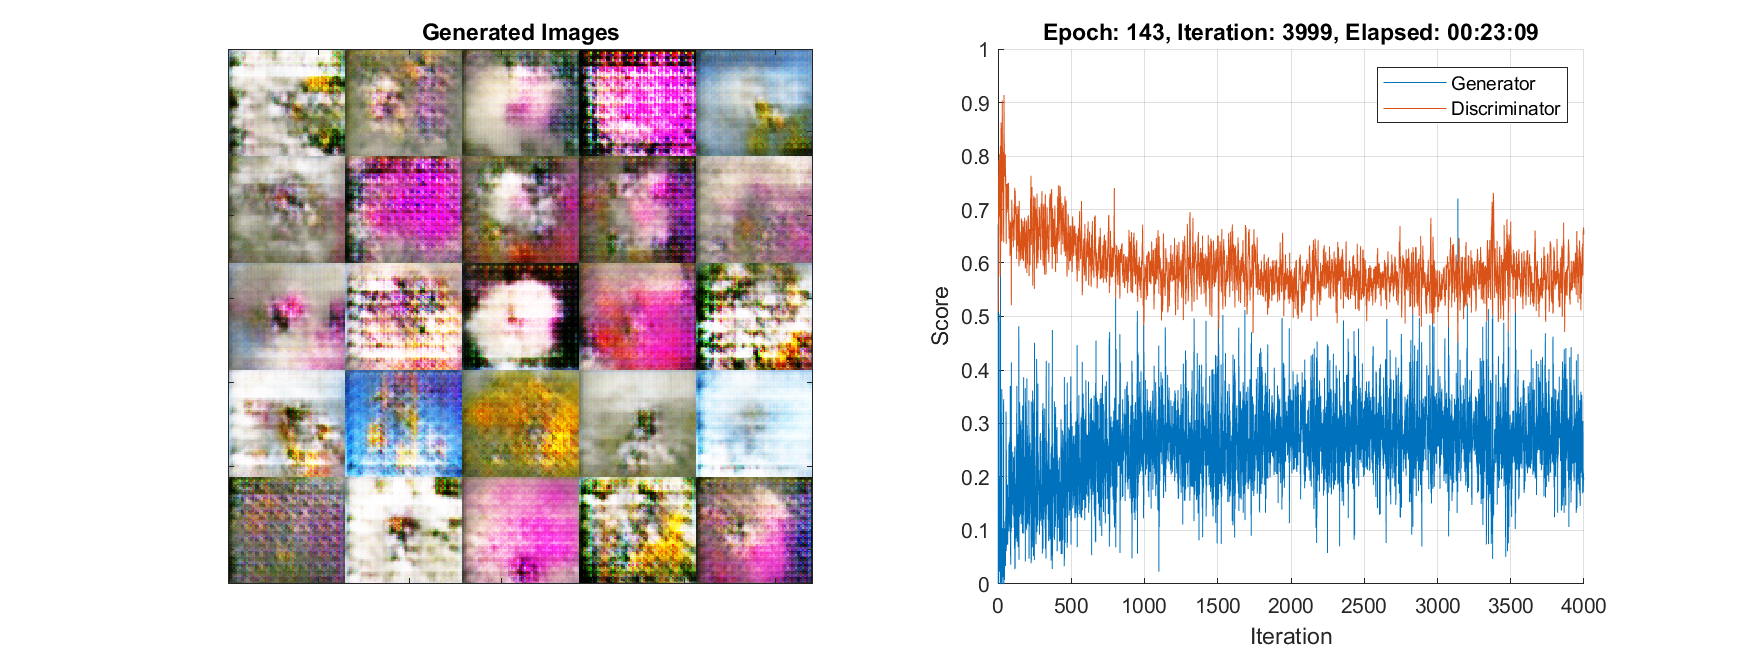 Generated Images
Epoch: 143, Iteration: 3999, Elapsed: 00:23:09
Generator
Discriminator
1
0.9
0.8
0.7
0.6
0.5
0.4
0.3
0.2
0.1
0
Score
0 500 1000 1500 2000 2500 3000 3500 4000
Iteration